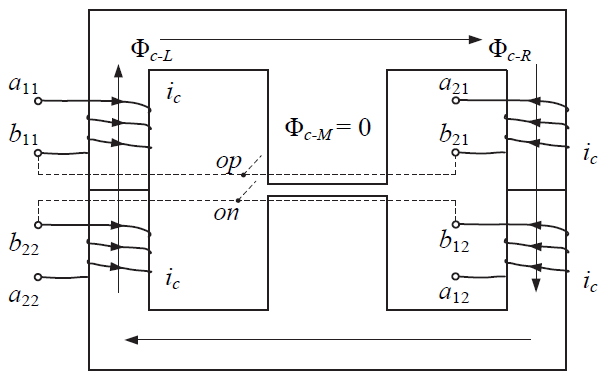 Φc-L
Φc-R
a11
ic
a21
Φc-M = 0
b11
b21
ic
op
on
b22
b12
ic
ic
a22
a12